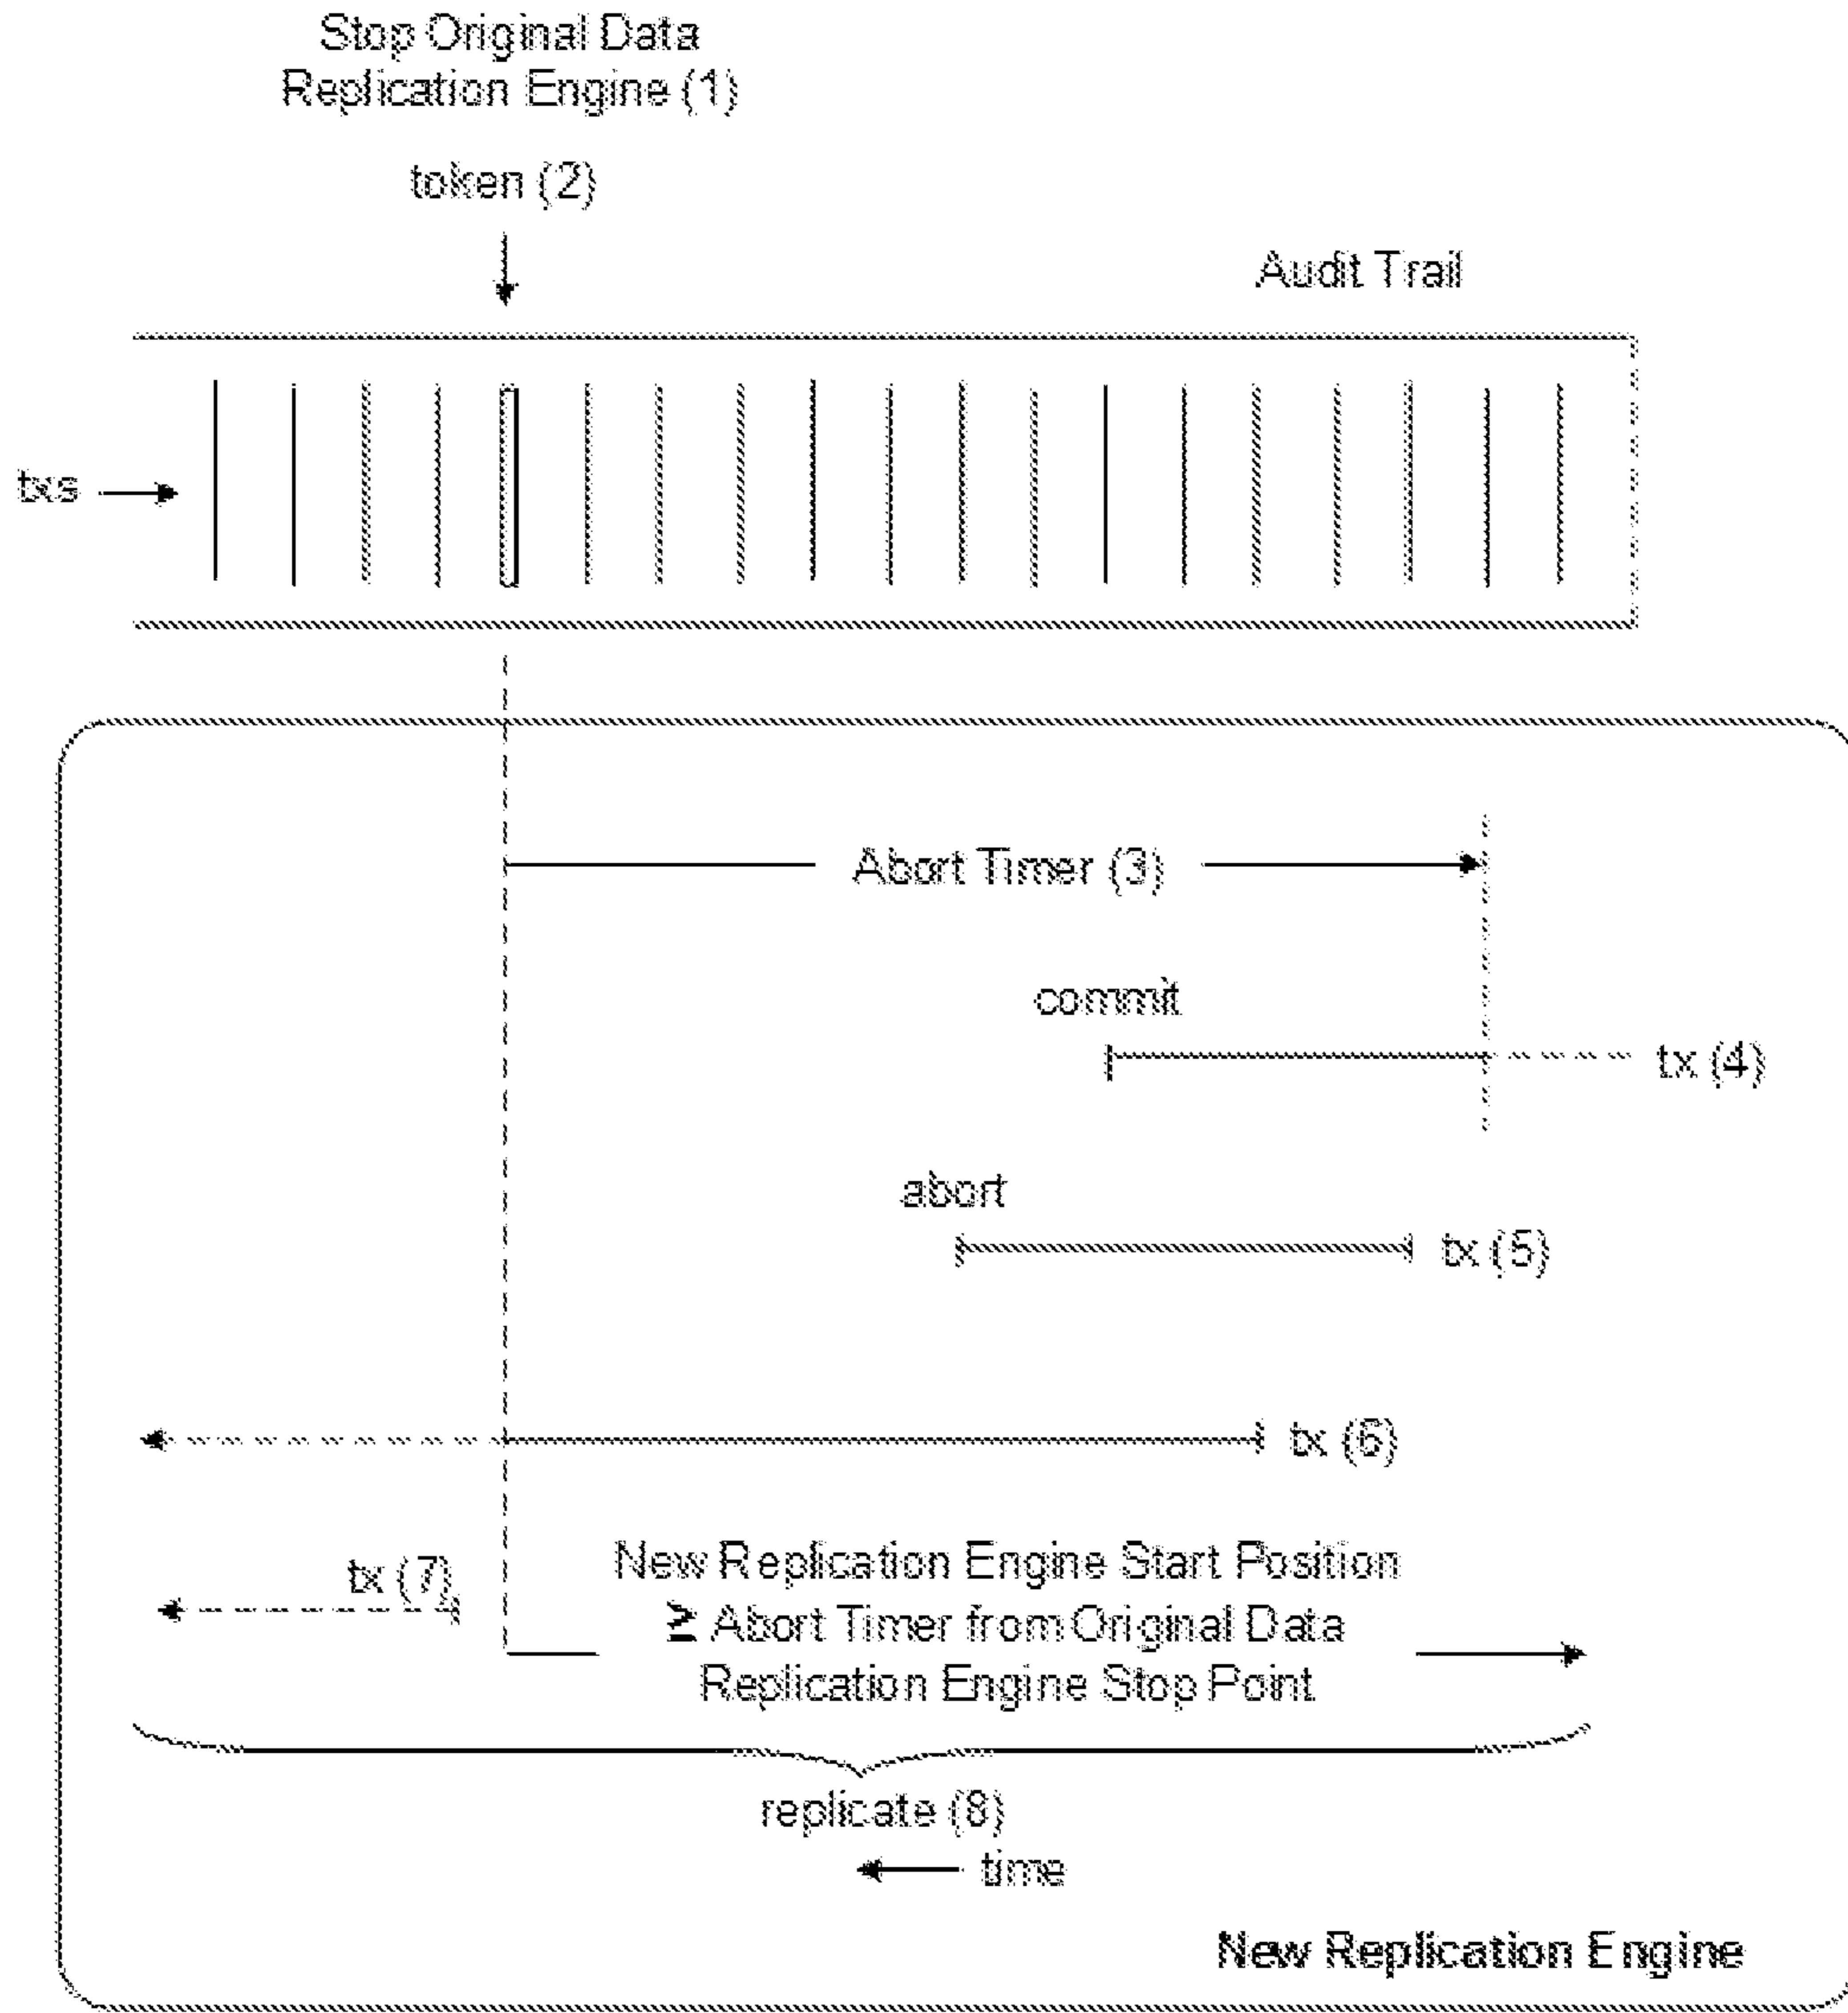 Stop Original Data
Replication Engine (1)
token (2)
Audit Trail
txs
Abort Timer (3)
commit
tx (4)
abort
tx (5)
tx (6)
tx (7)
New Replication Engine Start Position
≥ Abort Timer from Original Data
Replication Engine Stop Point
replicate (8)
time
New Replication Engine